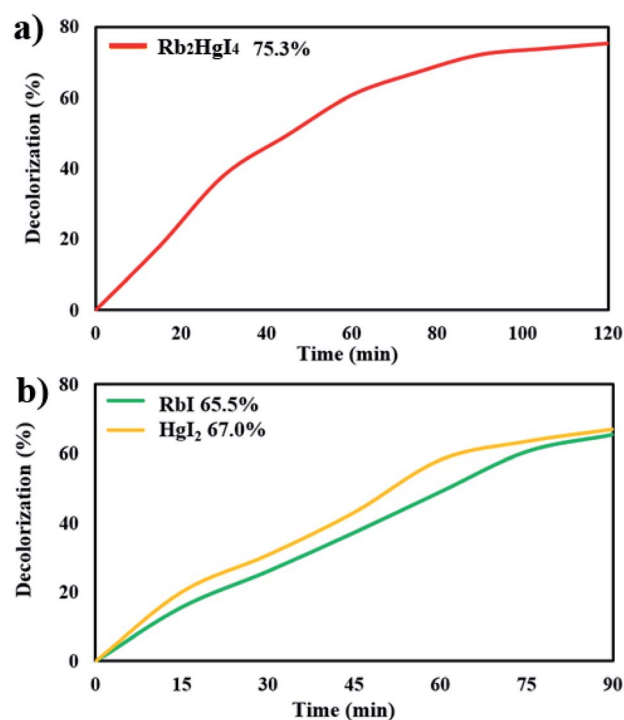 a)
Rb₂HgI₄ 75.3%
Decolorization (%)
80
60
40
20
0
0 20 40 60 80 100 120
Time (min)
b)
RbI 65.5%
HgI₂ 67.0%
Decolorization (%)
80
60
40
20
0
0 15 30 45 60 75 90
Time (min)